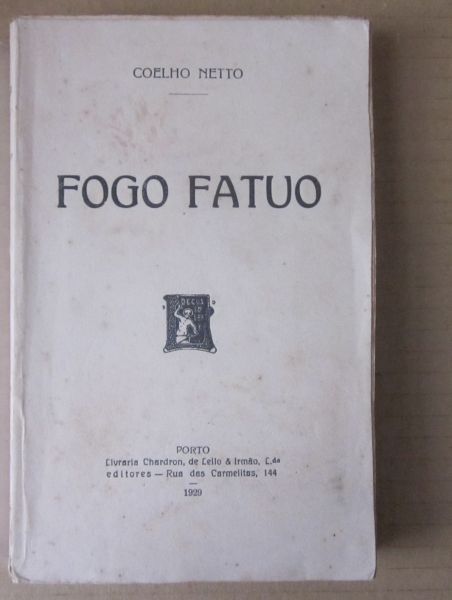 COELHO NETTO
FOGO FATUO
PORTO
Livraria Chardron, de Lello & Irmão, L.da
editores — Rua das Carmelitas, 144
1929